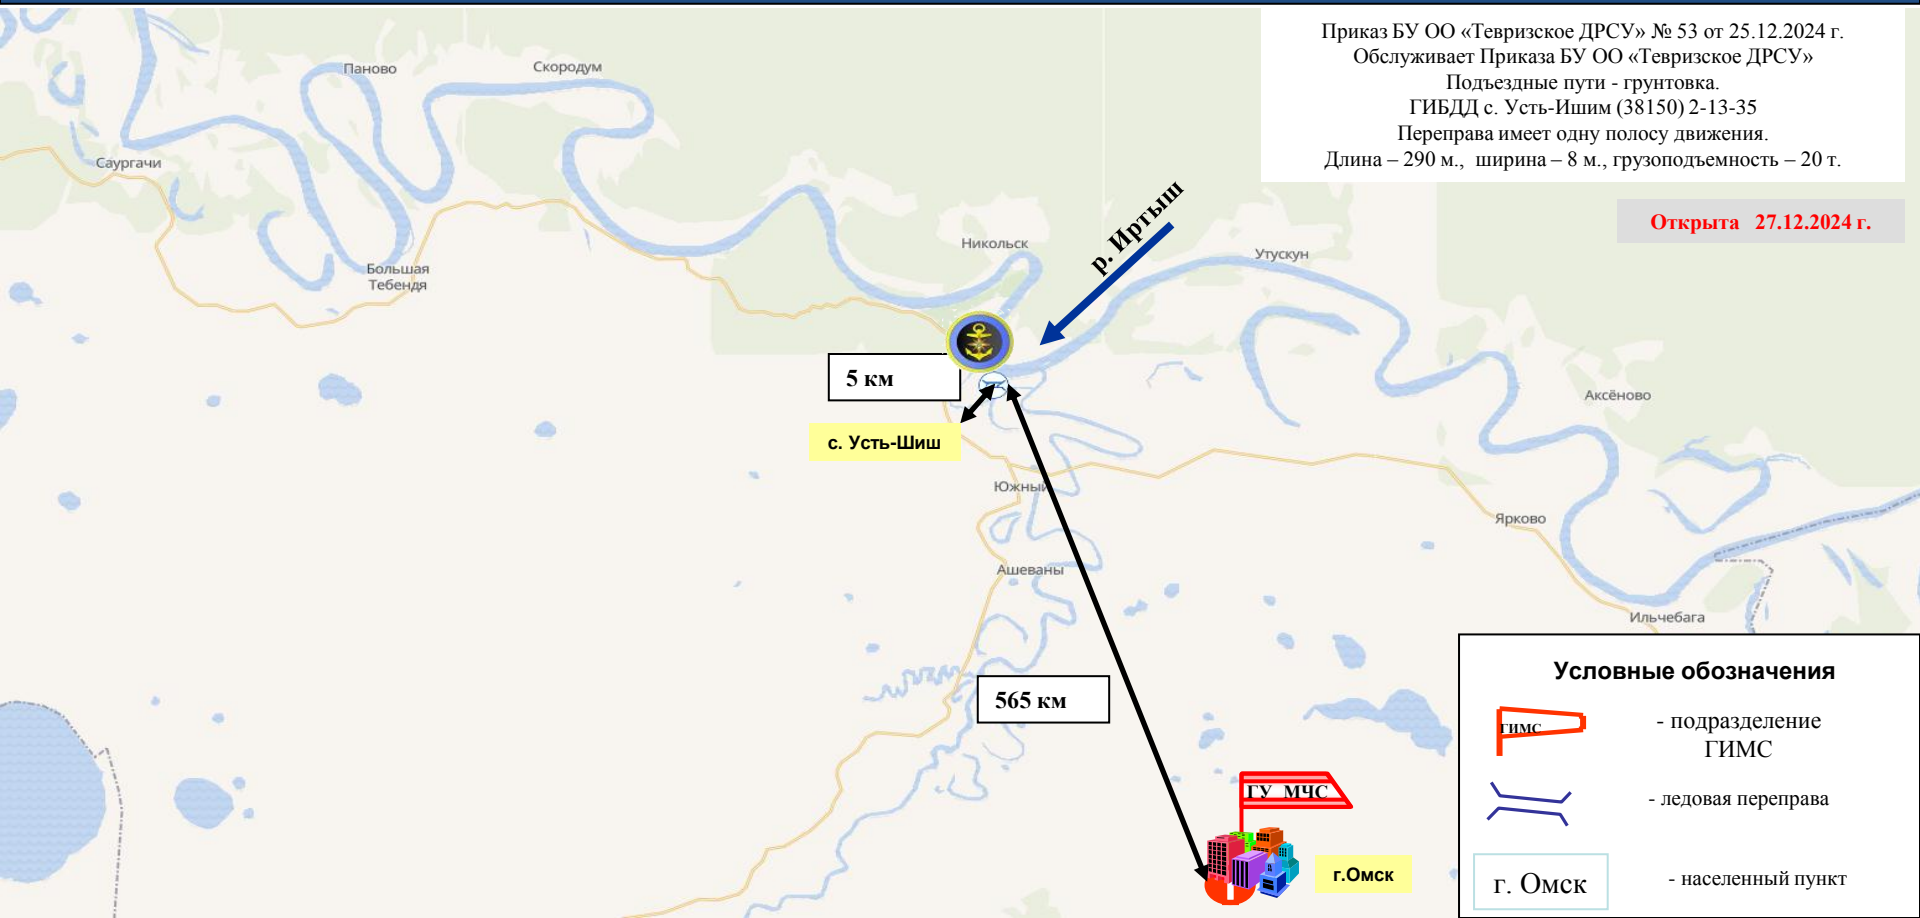 Приказ БУ ОО «Тевризское ДРСУ» № 53 от 25.12.2024 г.
Обслуживает Приказа БУ ОО «Тевризское ДРСУ»
Подъездные пути - грунтовка.
ГИБДД с. Усть-Ишим (38150) 2-13-35
Переправа имеет одну полосу движения.
Длина – 290 м.,  ширина – 8 м., грузоподъемность – 20 т.
Открыта  27.12.2024 г.
Паново
Скородум
Саургачи
р. Иртыш
Никольск
Утускун
Большая
Тебендя
5 км
Аксёново
с. Усть-Шиш
Южный
Ярково
Ашеваны
Ильчебага
565 км
ГУ МЧС
г.Омск
Условные обозначения
ГИМС
- подразделение
ГИМС
- ледовая переправа
г. Омск
- населенный пункт